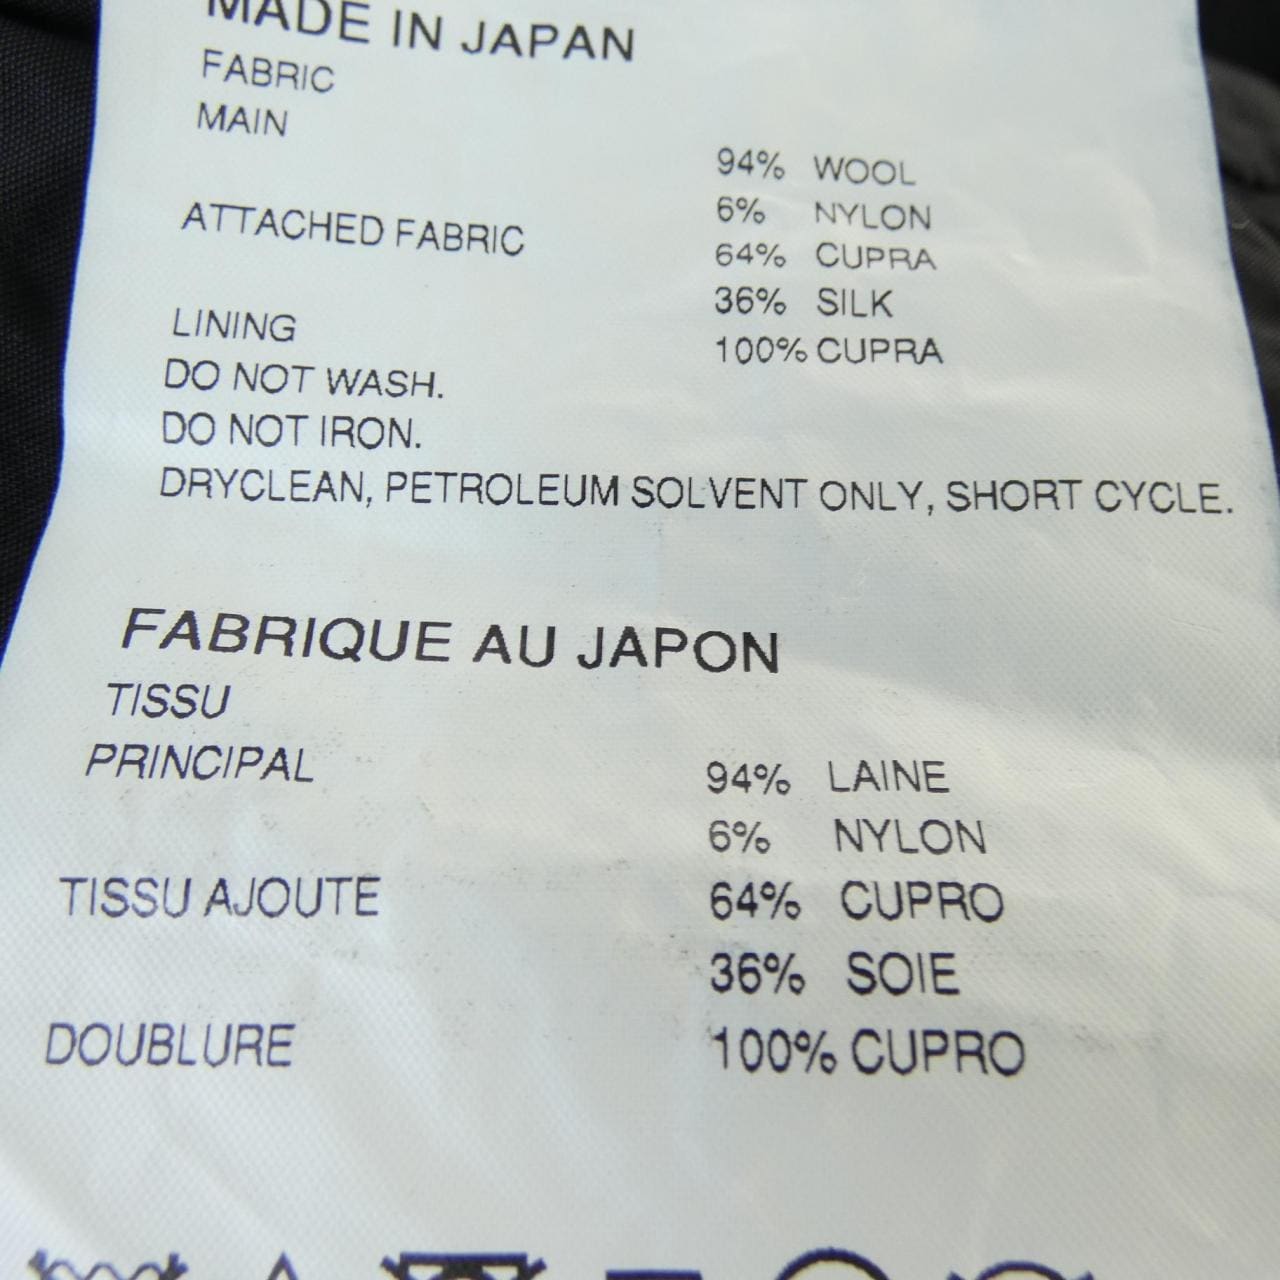 MADE IN JAPAN
FABRIC
MAIN
94% WOOL
6% NYLON
ATTACHED FABRIC
64% CUPRA
36% SILK
LINING
100% CUPRA
DO NOT WASH.
DO NOT IRON.
DRYCLEAN, PETROLEUM SOLVENT ONLY, SHORT CYCLE.
FABRIQUE AU JAPON
TISSU
PRINCIPAL
94% LAINE
6% NYLON
TISSU AJOUTE
64% CUPRO
36% SOIE
DOUBLURE
100% CUPRO